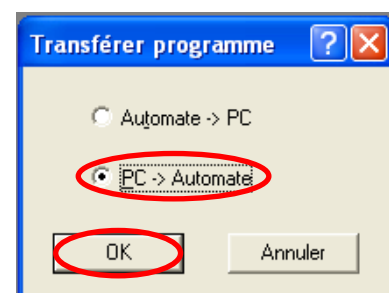 Transférer programme
Automate -> PC
PC -> Automate
OK Annuler